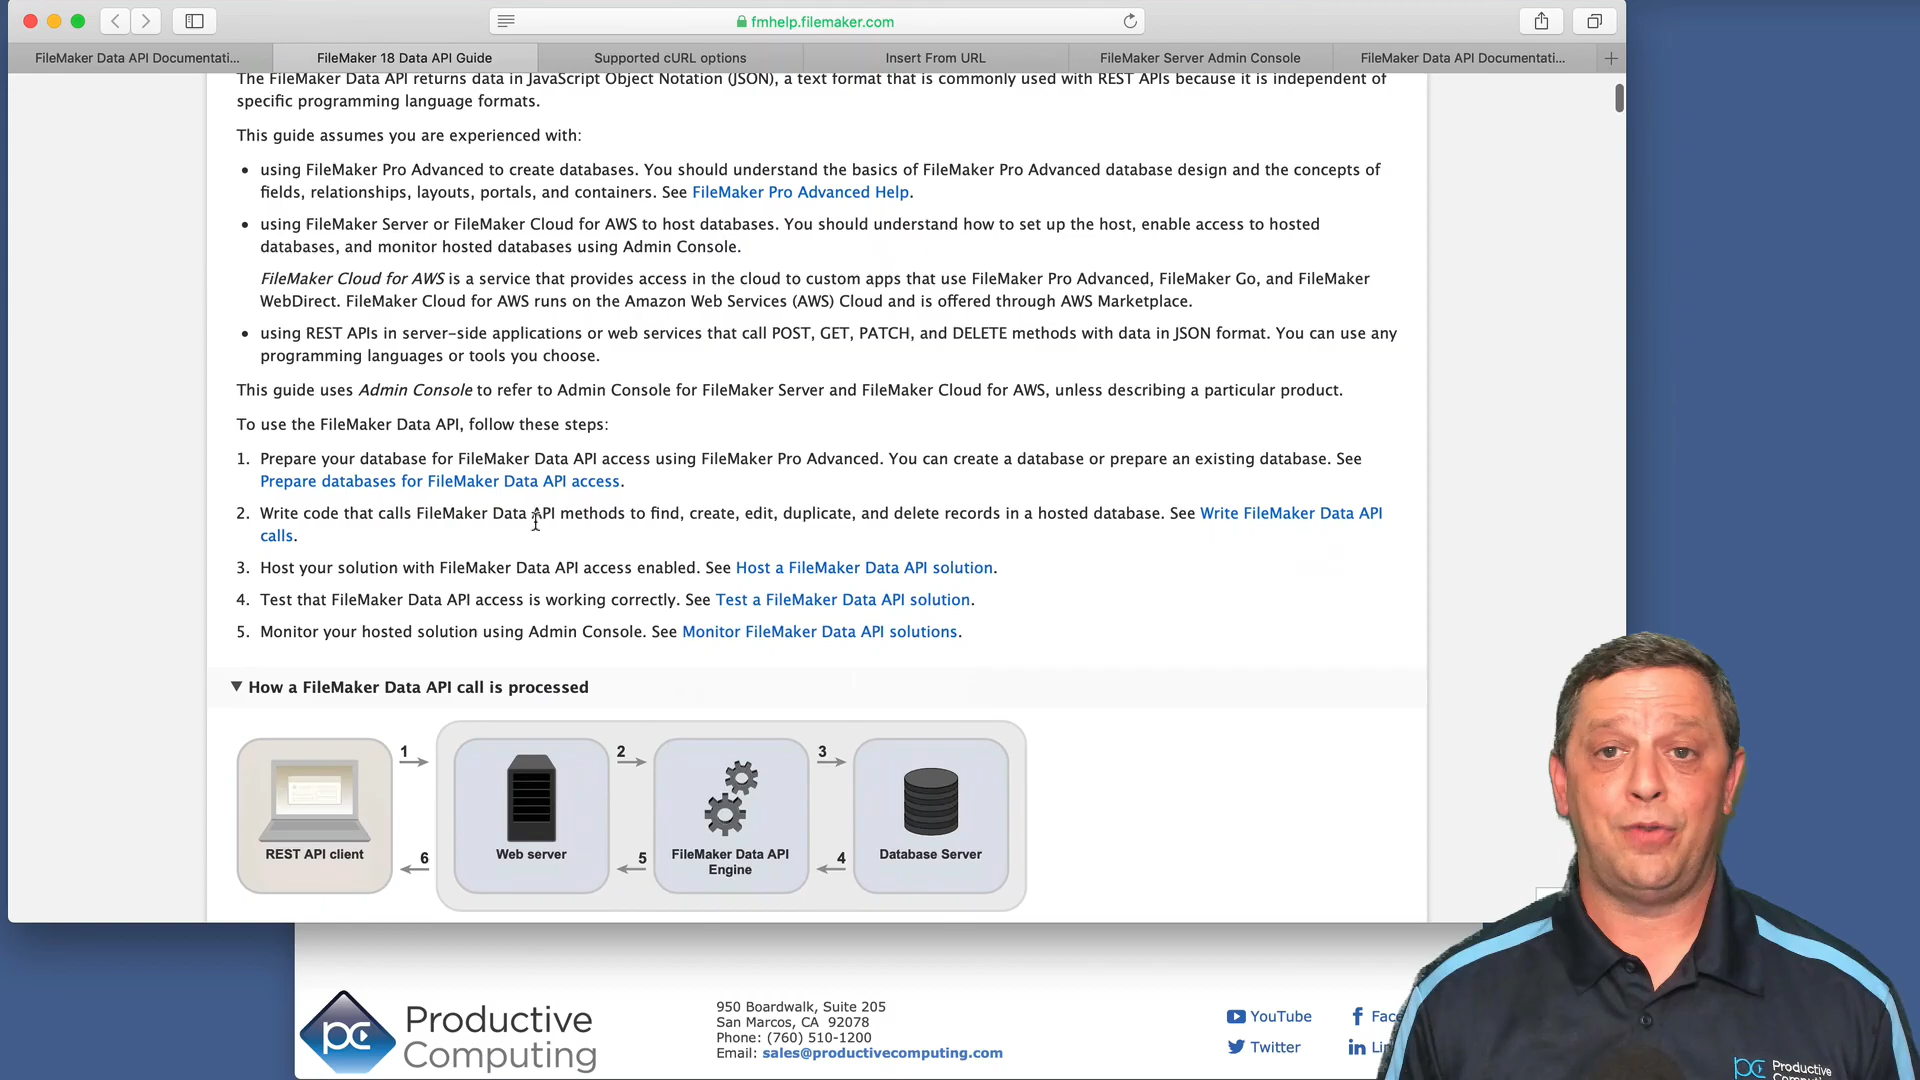 fmhelp.filemaker.com
FileMaker Data API Documentati...
FileMaker 18 Data API Guide
Supported cURL options
Insert From URL
FileMaker Server Admin Console
FileMaker Data API Documentati...
The FileMaker Data API returns data in JavaScript Object Notation (JSON), a text format that is commonly used with REST APIs because it is independent of
specific programming language formats.
This guide assumes you are experienced with:
• using FileMaker Pro Advanced to create databases. You should understand the basics of FileMaker Pro Advanced database design and the concepts of
fields, relationships, layouts, portals, and containers. See FileMaker Pro Advanced Help.
• using FileMaker Server or FileMaker Cloud for AWS to host databases. You should understand how to set up the host, enable access to hosted
databases, and monitor hosted databases using Admin Console.
FileMaker Cloud for AWS is a service that provides access in the cloud to custom apps that use FileMaker Pro Advanced, FileMaker Go, and FileMaker
WebDirect. FileMaker Cloud for AWS runs on the Amazon Web Services (AWS) Cloud and is offered through AWS Marketplace.
• using REST APIs in server-side applications or web services that call POST, GET, PATCH, and DELETE methods with data in JSON format. You can use any
programming languages or tools you choose.
This guide uses Admin Console to refer to Admin Console for FileMaker Server and FileMaker Cloud for AWS, unless describing a particular product.
To use the FileMaker Data API, follow these steps:
1. Prepare your database for FileMaker Data API access using FileMaker Pro Advanced. You can create a database or prepare an existing database. See
Prepare databases for FileMaker Data API access.
2. Write code that calls FileMaker Data API methods to find, create, edit, duplicate, and delete records in a hosted database. See Write FileMaker Data API
calls.
3. Host your solution with FileMaker Data API access enabled. See Host a FileMaker Data API solution.
4. Test that FileMaker Data API access is working correctly. See Test a FileMaker Data API solution.
5. Monitor your hosted solution using Admin Console. See Monitor FileMaker Data API solutions.
▼ How a FileMaker Data API call is processed
1
2
3
REST API client
Web server
FileMaker Data API
Engine
Database Server
6
5
4
pc Productive
Computing
950 Boardwalk, Suite 205
San Marcos, CA 92078
Phone: (760) 510-1200
Email: sales@productivecomputing.com
YouTube
Face
Twitter
Li
pc Productive